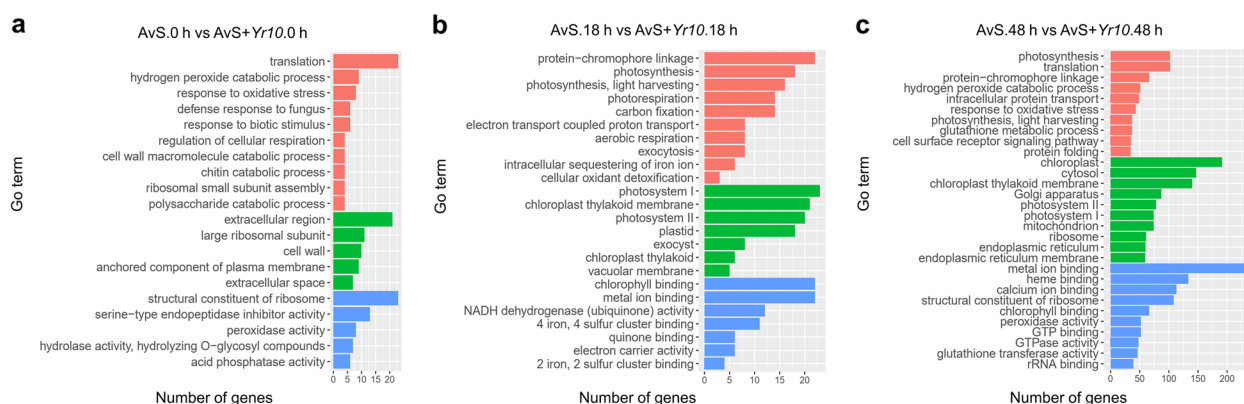 a
AvS.0 h vs AvS+Yr10.0 h
Go term
translation
hydrogen peroxide catabolic process
response to oxidative stress
defense response to fungus
response to biotic stimulus
regulation of cellular respiration
cell wall macromolecule catabolic process
chitin catabolic process
ribosomal small subunit assembly
polysaccharide catabolic process
extracellular region
large ribosomal subunit
cell wall
anchored component of plasma membrane
extracellular space
structural constituent of ribosome
serine-type endopeptidase inhibitor activity
peroxidase activity
hydrolase activity, hydrolyzing O-glycosyl compounds
acid phosphatase activity
0 5 10 15 20
Number of genes
b
AvS.18 h vs AvS+Yr10.18 h
Go term
protein-chromophore linkage
photosynthesis
photosynthesis, light harvesting
photorespiration
carbon fixation
electron transport coupled proton transport
aerobic respiration
exocytosis
intracellular sequestering of iron ion
cellular oxidant detoxification
photosystem I
chloroplast thylakoid membrane
photosystem II
plastid
exocyst
chloroplast thylakoid
vacuolar membrane
chlorophyll binding
metal ion binding
NADH dehydrogenase (ubiquinone) activity
4 iron, 4 sulfur cluster binding
quinone binding
electron carrier activity
2 iron, 2 sulfur cluster binding
0 5 10 15 20
Number of genes
c
AvS.48 h vs AvS+Yr10.48 h
Go term
photosynthesis
translation
protein-chromophore linkage
hydrogen peroxide catabolic process
intracellular protein transport
response to oxidative stress
photosynthesis, light harvesting
glutathione metabolic process
cell surface receptor signaling pathway
protein folding
chloroplast
cytosol
chloroplast thylakoid membrane
Golgi apparatus
photosystem II
photosystem I
mitochondrion
ribosome
endoplasmic reticulum
endoplasmic reticulum membrane
metal ion binding
heme binding
calcium ion binding
structural constituent of ribosome
chlorophyll binding
peroxidase activity
GTP binding
GTPase activity
glutathione transferase activity
rRNA binding
0 50 100 150 200
Number of genes